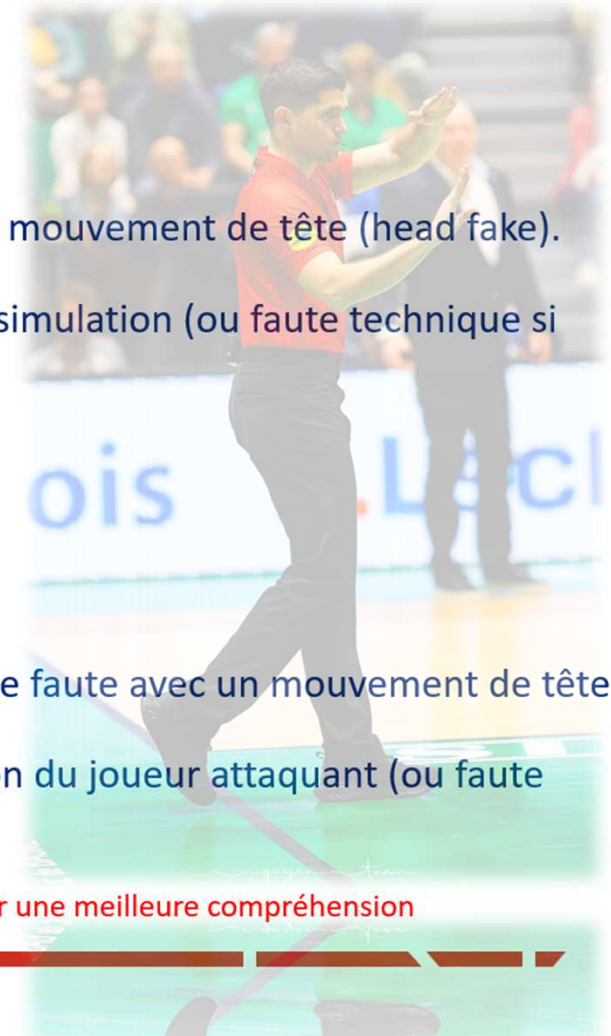 mouvement de tête (head fake).
simulation (ou faute technique si
ois
.L cl
e faute avec un mouvement de tête
n du joueur attaquant (ou faute
r une meilleure compréhension